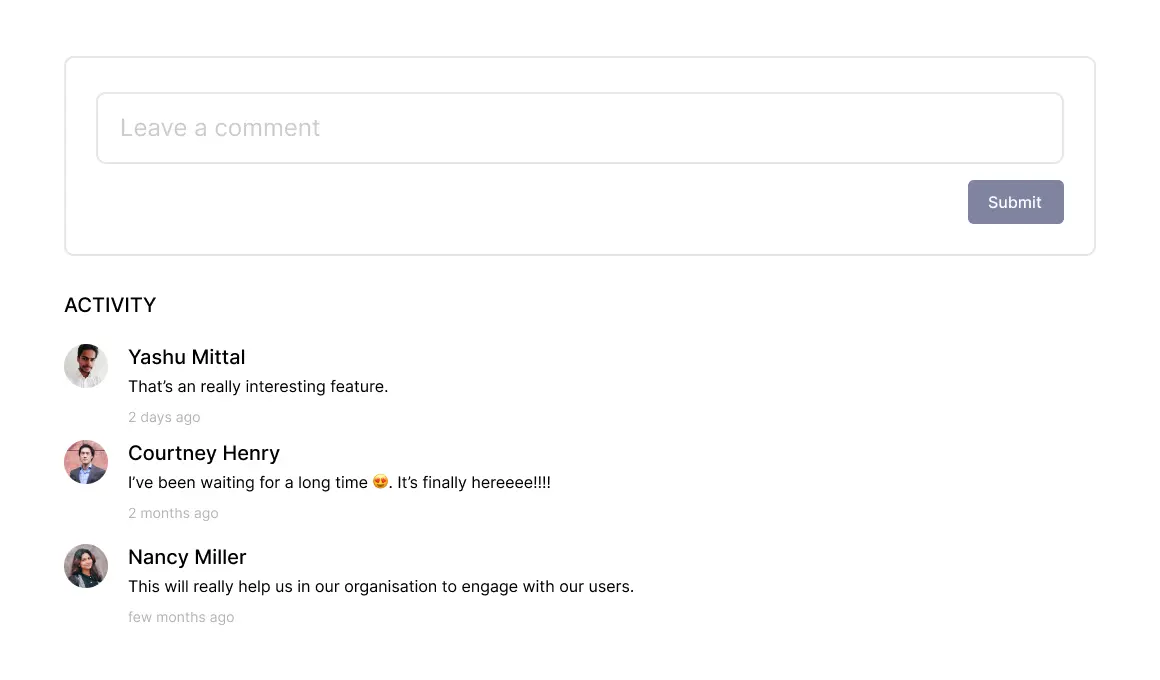 Leave a comment
Submit
ACTIVITY
Yashu Mittal
That’s an really interesting feature.
2 days ago
Courtney Henry
I’ve been waiting for a long time 😍. It’s finally hereeee!!!!
2 months ago
Nancy Miller
This will really help us in our organisation to engage with our users.
few months ago